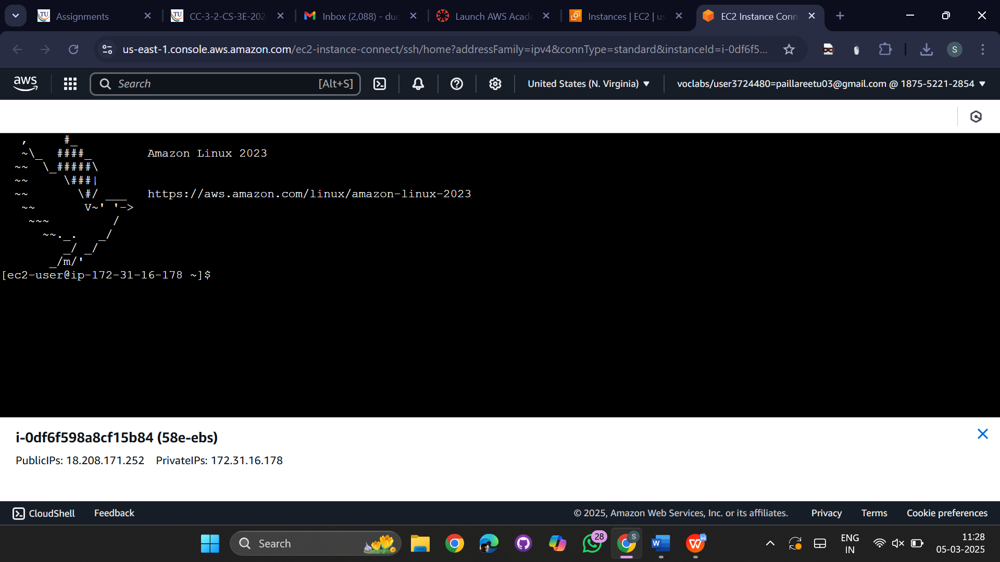 Assignments
CC-3-2-CS-3E-202
Inbox (2,088) - dud
Launch AWS Acade
Instances | EC2 | us
EC2 Instance Conn
us-east-1.console.aws.amazon.com/ec2-instance-connect/ssh/home?addressFamily=ipv4&connType=standard&instanceId=i-0df6f5...
S
aws
Search
[Alt+S]
United States (N. Virginia)
voclabs/user3724480=paillareetu03@gmail.com @ 1875-5221-2854
   ,     #_
   ~\_  ####_        Amazon Linux 2023
  ~~  \_#####\
  ~~     \###|
  ~~       \#/ ___   https://aws.amazon.com/linux/amazon-linux-2023
   ~~       V~' '->
    ~~~         /
      ~~._.   _/
         _/ _/
       _/m/'
[ec2-user@ip-172-31-16-178 ~]$
i-0df6f598a8cf15b84 (58e-ebs)
PublicIPs: 18.208.171.252    PrivateIPs: 172.31.16.178
CloudShell
Feedback
© 2025, Amazon Web Services, Inc. or its affiliates.
Privacy
Terms
Cookie preferences
Search
28
S
ENG
IN
11:28
05-03-2025